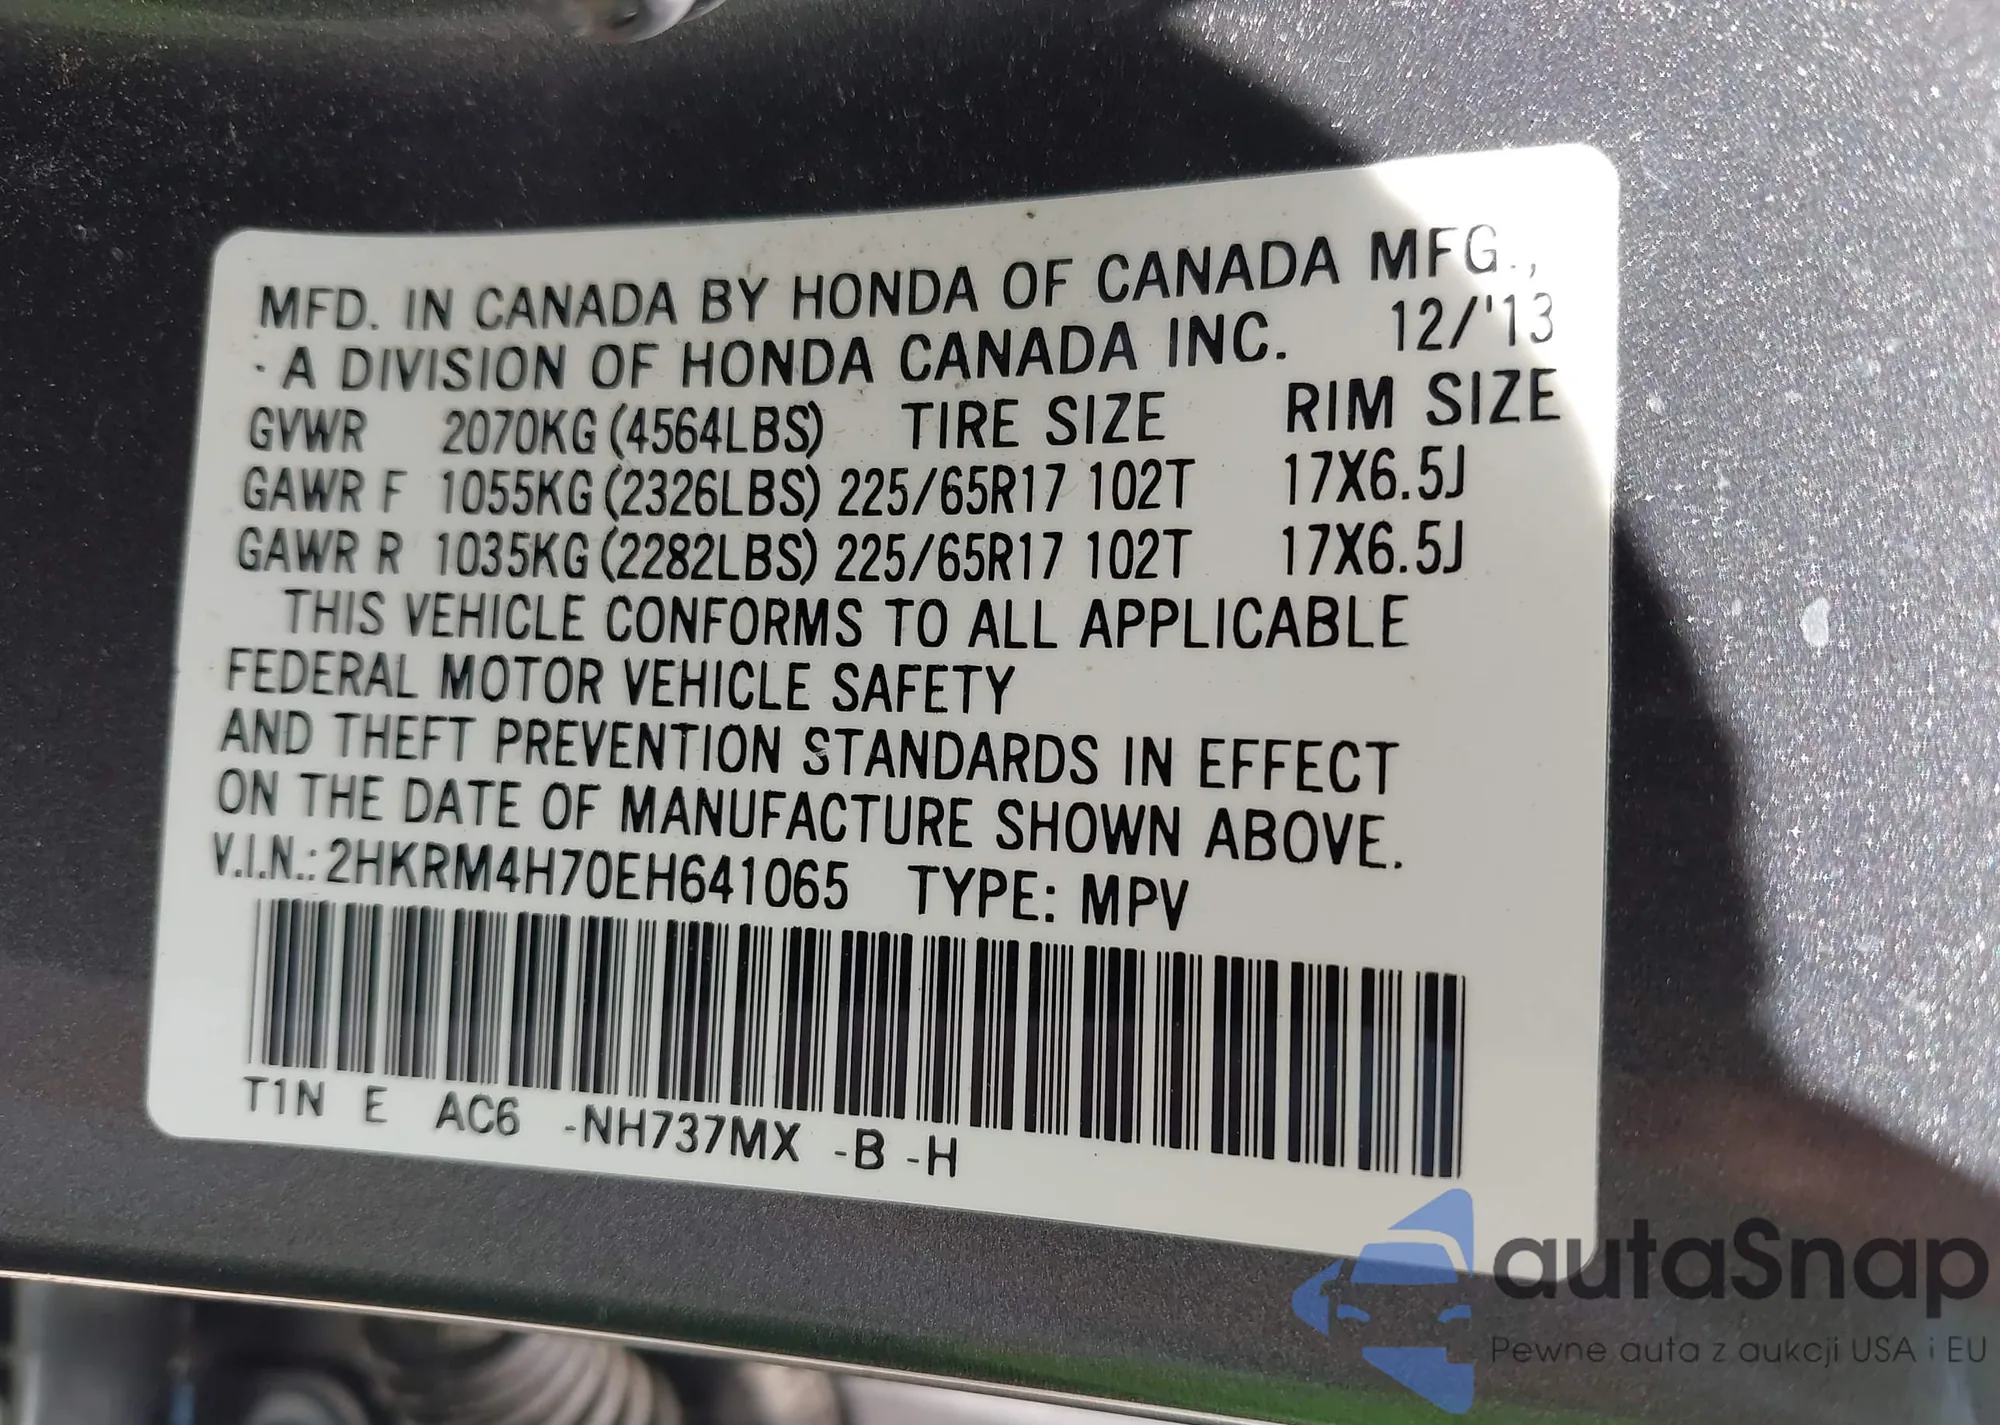 MFD. IN CANADA BY HONDA OF CANADA MFG.,
- A DIVISION OF HONDA CANADA INC. 12/'13
GVWR 2070KG (4564LBS) TIRE SIZE RIM SIZE
GAWR F 1055KG (2326LBS) 225/65R17 102T 17X6.5J
GAWR R 1035KG (2282LBS) 225/65R17 102T 17X6.5J
THIS VEHICLE CONFORMS TO ALL APPLICABLE
FEDERAL MOTOR VEHICLE SAFETY
AND THEFT PREVENTION STANDARDS IN EFFECT
ON THE DATE OF MANUFACTURE SHOWN ABOVE.
V.I.N.: 2HKRM4H70EH641065 TYPE: MPV
T1N E AC6 -NH737MX -B -H
autaSnap
Pewne auta z aukcji USA i EU